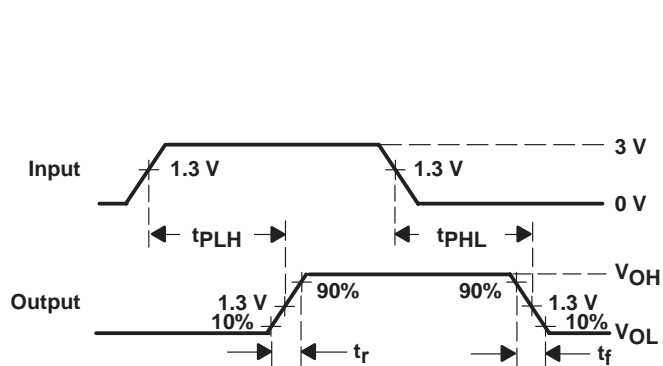 3 V
Input 1.3 V 1.3 V
0 V
tPLH tPHL
VOH
90% 90%
Output 1.3 V 1.3 V
10% 10%
VOL
tr tf